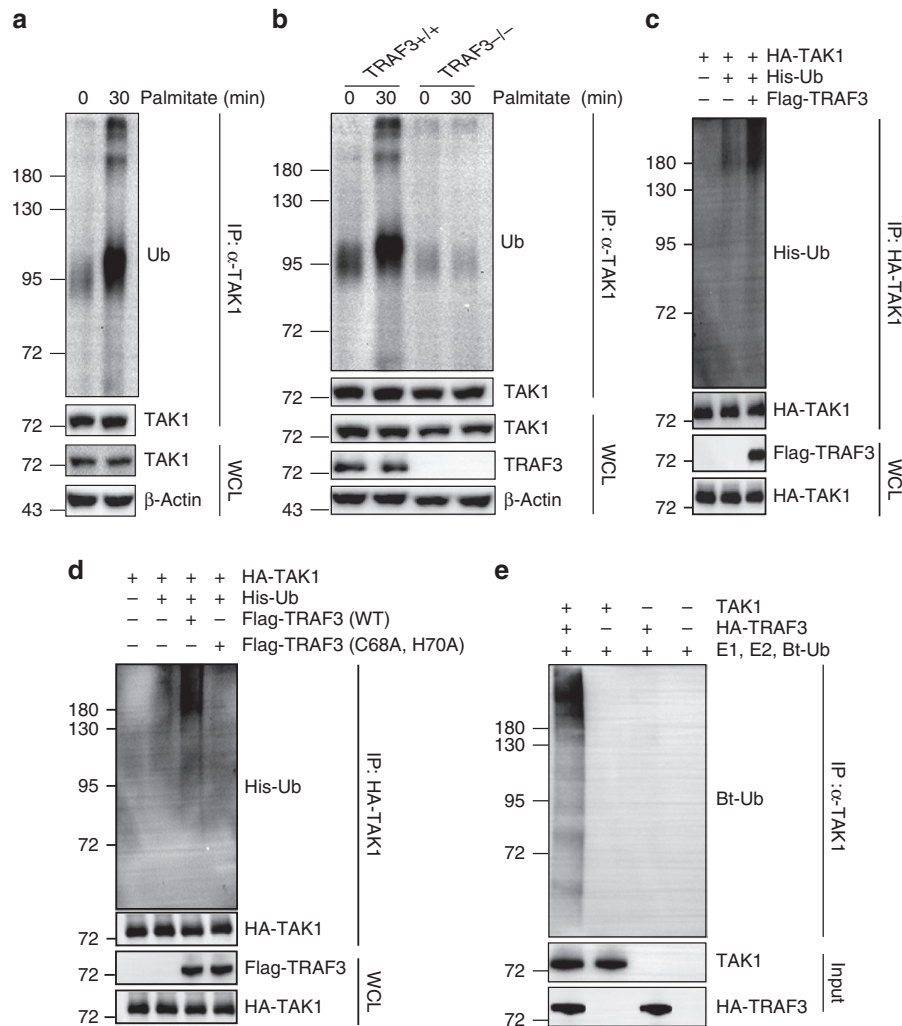 a
0 30 Palmitate (min)
180
130
95
72
Ub
IP: α-TAK1
72 TAK1
72 TAK1
43 β-Actin
WCL
b
TRAF3+/+ TRAF3–/–
0 30 0 30 Palmitate (min)
180
130
95
72
Ub
IP: α-TAK1
72 TAK1
72 TAK1
72 TRAF3
43 β-Actin
WCL
c
+ + + HA-TAK1
– + + His-Ub
– – + Flag-TRAF3
180
130
95
72
His-Ub
IP: HA-TAK1
72 HA-TAK1
72 Flag-TRAF3
72 HA-TAK1
WCL
d
+ + + + HA-TAK1
– + + + His-Ub
– – + – Flag-TRAF3 (WT)
– – – + Flag-TRAF3 (C68A, H70A)
180
130
95
72
His-Ub
IP: HA-TAK1
72 HA-TAK1
72 Flag-TRAF3
72 HA-TAK1
WCL
e
+ + – – TAK1
+ – + – HA-TRAF3
+ + + + E1, E2, Bt-Ub
180
130
95
72
Bt-Ub
IP :α-TAK1
72 TAK1
72 HA-TRAF3
Input